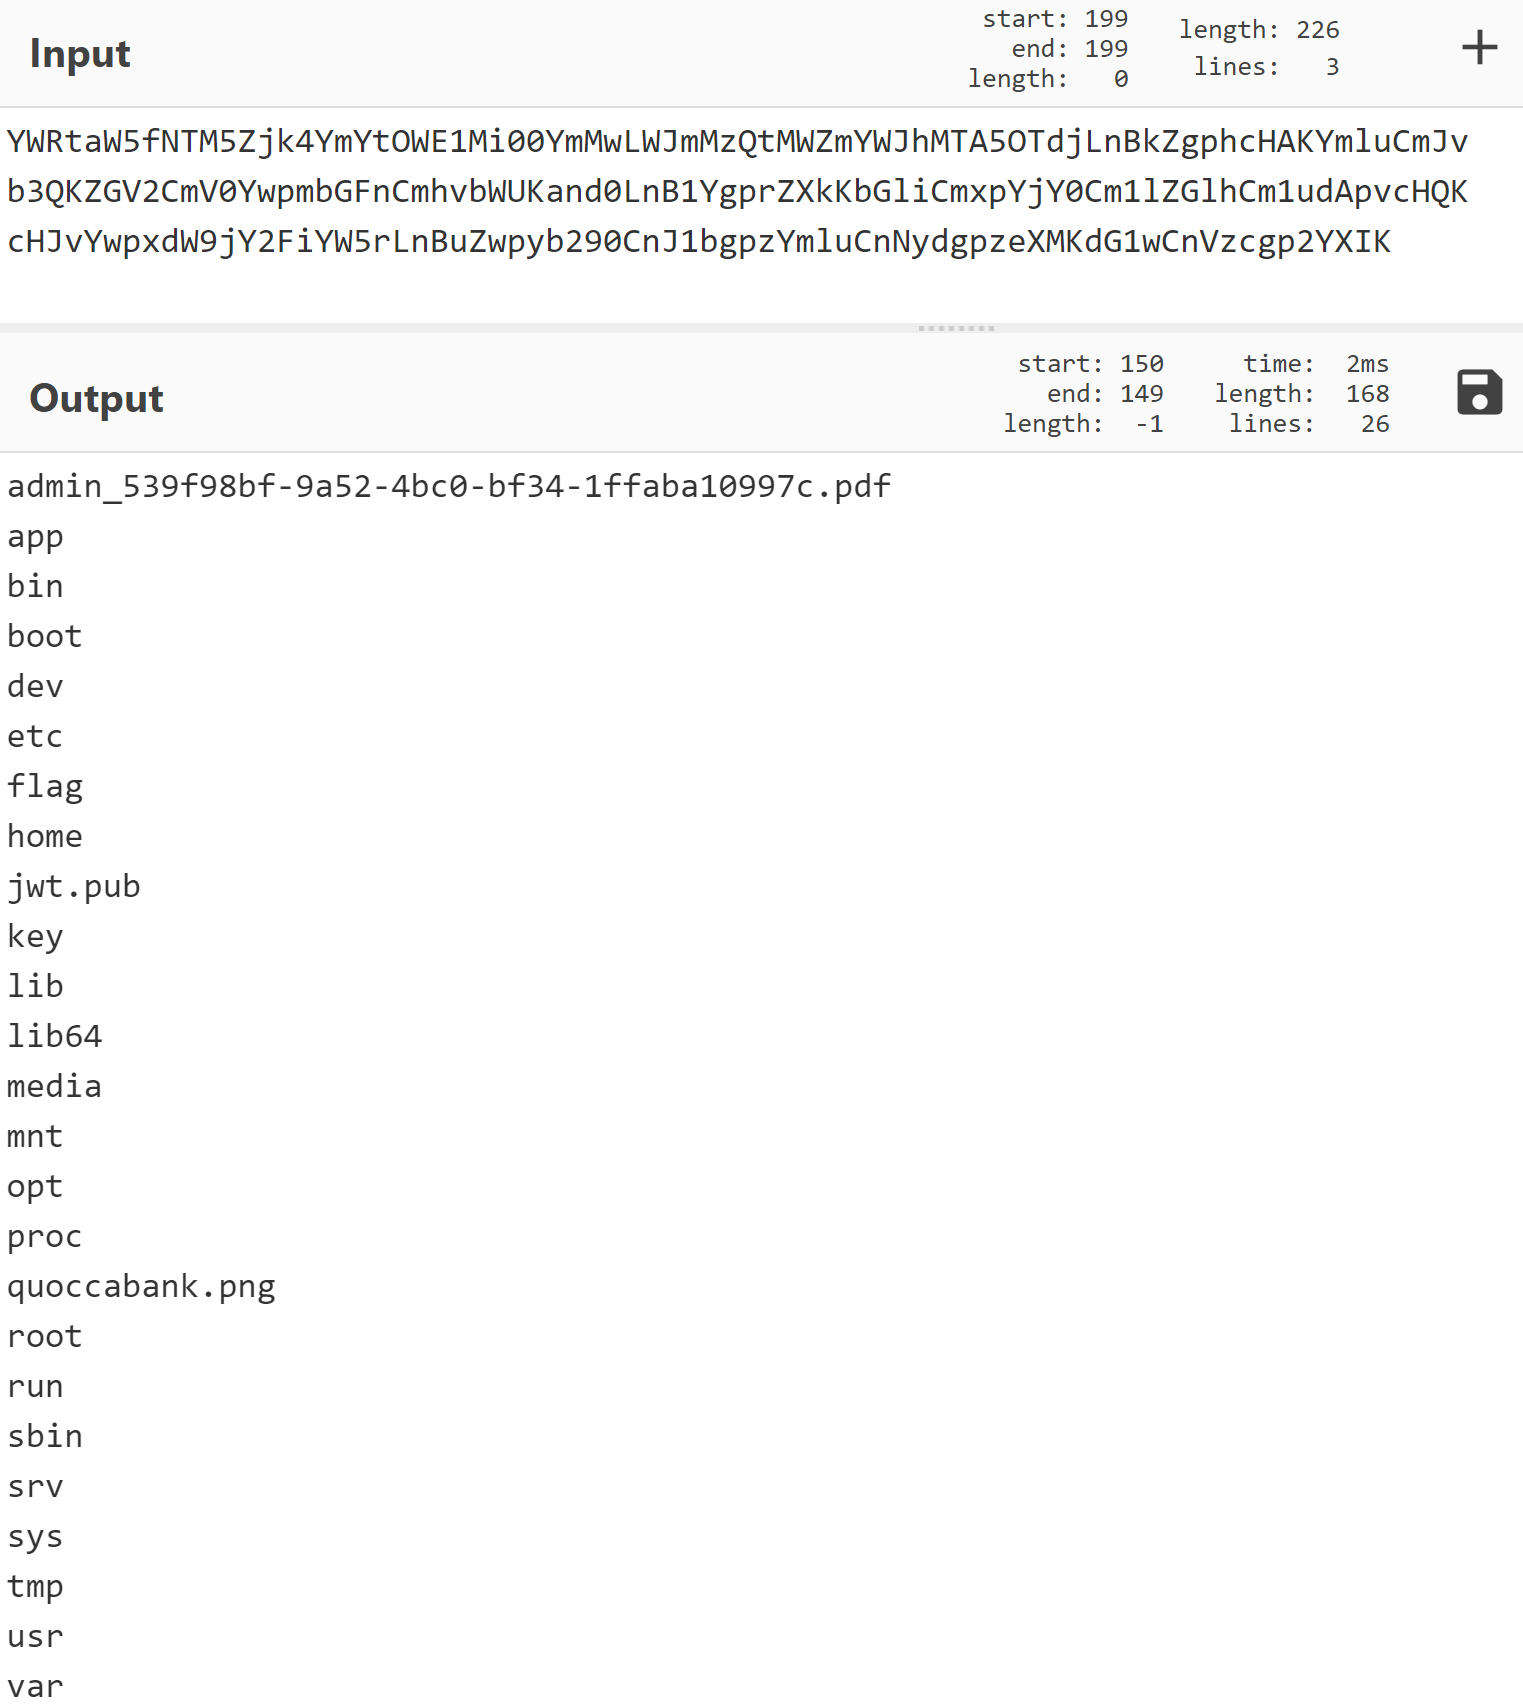 Input
start: 199
end: 199
length: 0
length: 226
lines: 3
YWRtaW5fNTM5Zjk4YmYtOWE1Mi00YmMwLWJmMzQtMWZmYWJhMTA5OTdjLnBkZgphcHAKYmluCmJv
b3QKZGV2CmV0YwpmbGFnCmhvbWUKand0LnB1YgprZXkKbGliCmxpYjY0Cm1lZGlhCm1udApvcHQK
cHJvYwpxdW9jY2FiYW5rLnBuZwpyb290CnJ1bgpzYmluCnNydgpzeXMKdG1wCnVzcgp2YXIK
Output
start: 150
end: 149
length: -1
time: 2ms
length: 168
lines: 26
admin_539f98bf-9a52-4bc0-bf34-1ffaba10997c.pdf
app
bin
boot
dev
etc
flag
home
jwt.pub
key
lib
lib64
media
mnt
opt
proc
quoccabank.png
root
run
sbin
srv
sys
tmp
usr
var